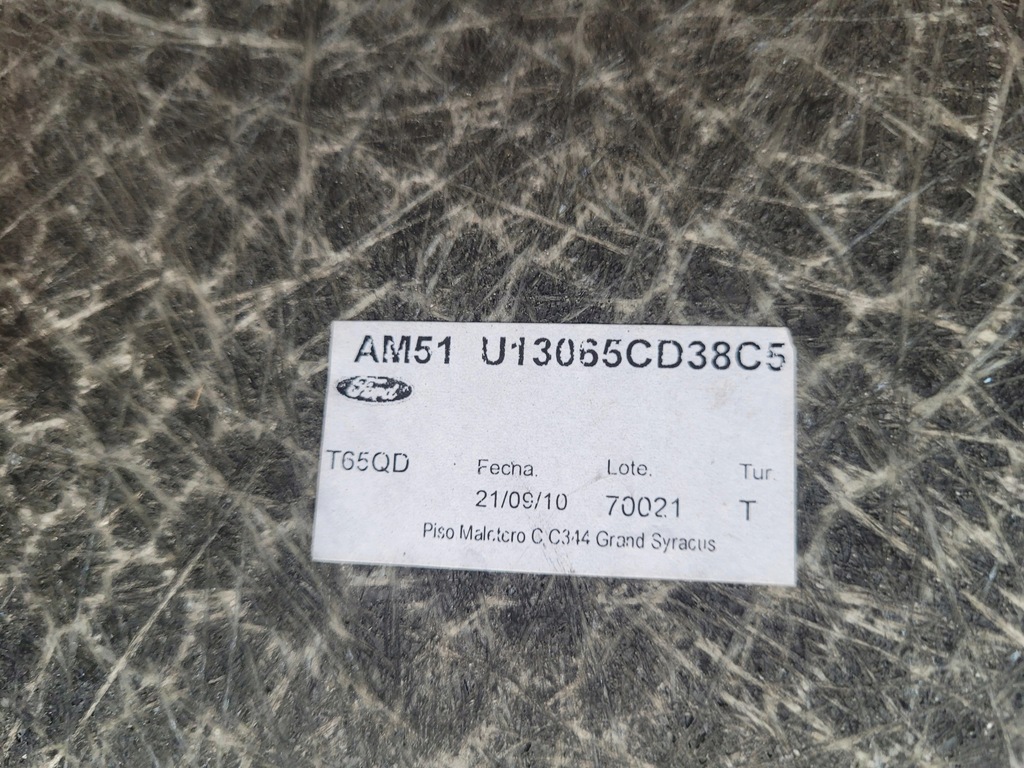 AM51 U13065CD38C5
Ford
T65QD Fecha. Lote. Tur.
21/09/10 70021 T
Piso Maletero C C344 Grand Syracus